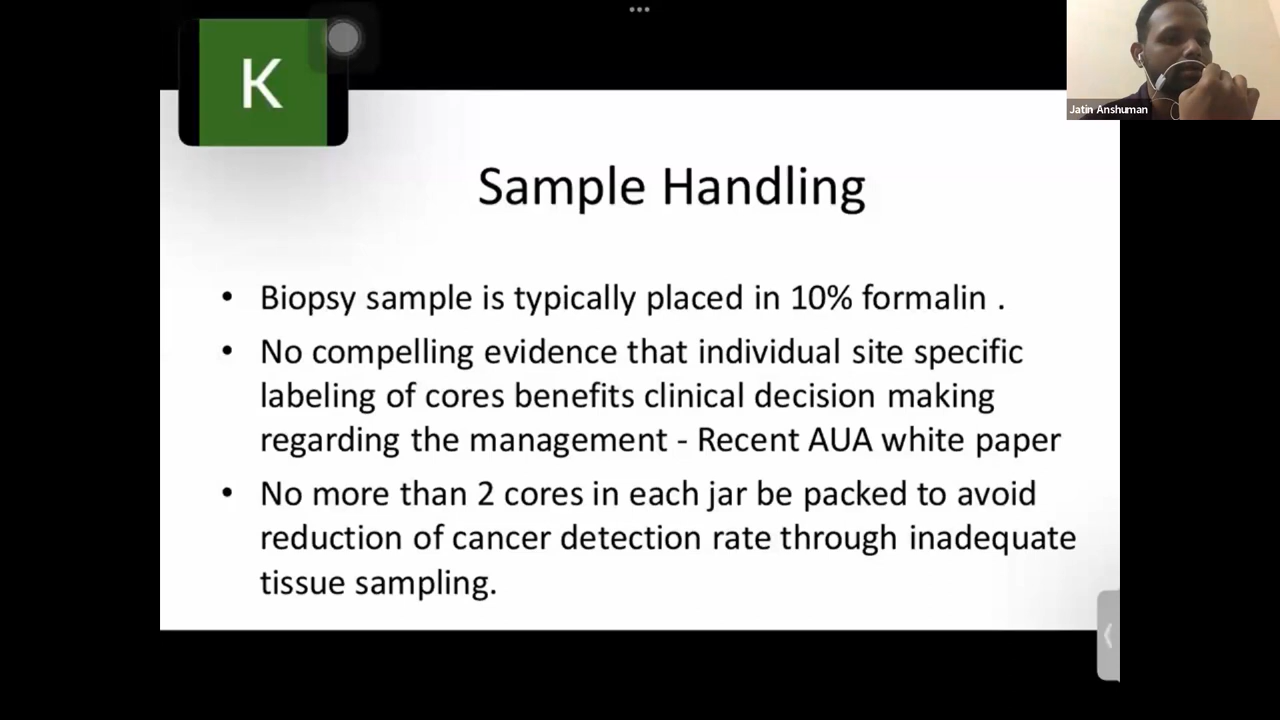 K
Jatin Anshuman
Sample Handling
• Biopsy sample is typically placed in 10% formalin .
• No compelling evidence that individual site specific
labeling of cores benefits clinical decision making
regarding the management - Recent AUA white paper
• No more than 2 cores in each jar be packed to avoid
reduction of cancer detection rate through inadequate
tissue sampling.